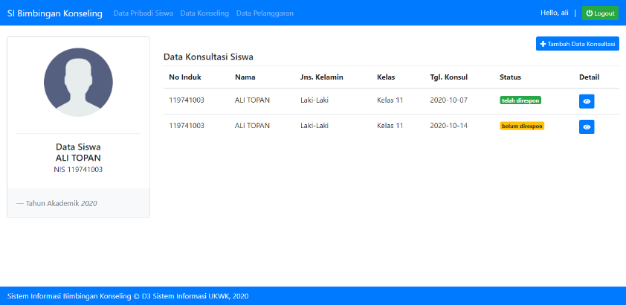 SI Bimbingan Konseling Data Pribadi Siswa Data Konseling Data Pelanggaran Hello, ali | Logout
Tambah Data Konsultasi
Data Konsultasi Siswa
No Induk Nama Jns. Kelamin Kelas Tgl. Konsul Status Detail
119741003 ALI TOPAN Laki-Laki Kelas 11 2020-10-07 telah direspon
119741003 ALI TOPAN Laki-Laki Kelas 11 2020-10-14 belum direspon
Data Siswa
ALI TOPAN
NIS 119741003
— Tahun Akademik 2020
Sistem Informasi Bimbingan Konseling © D3 Sistem Informasi UKWK, 2020